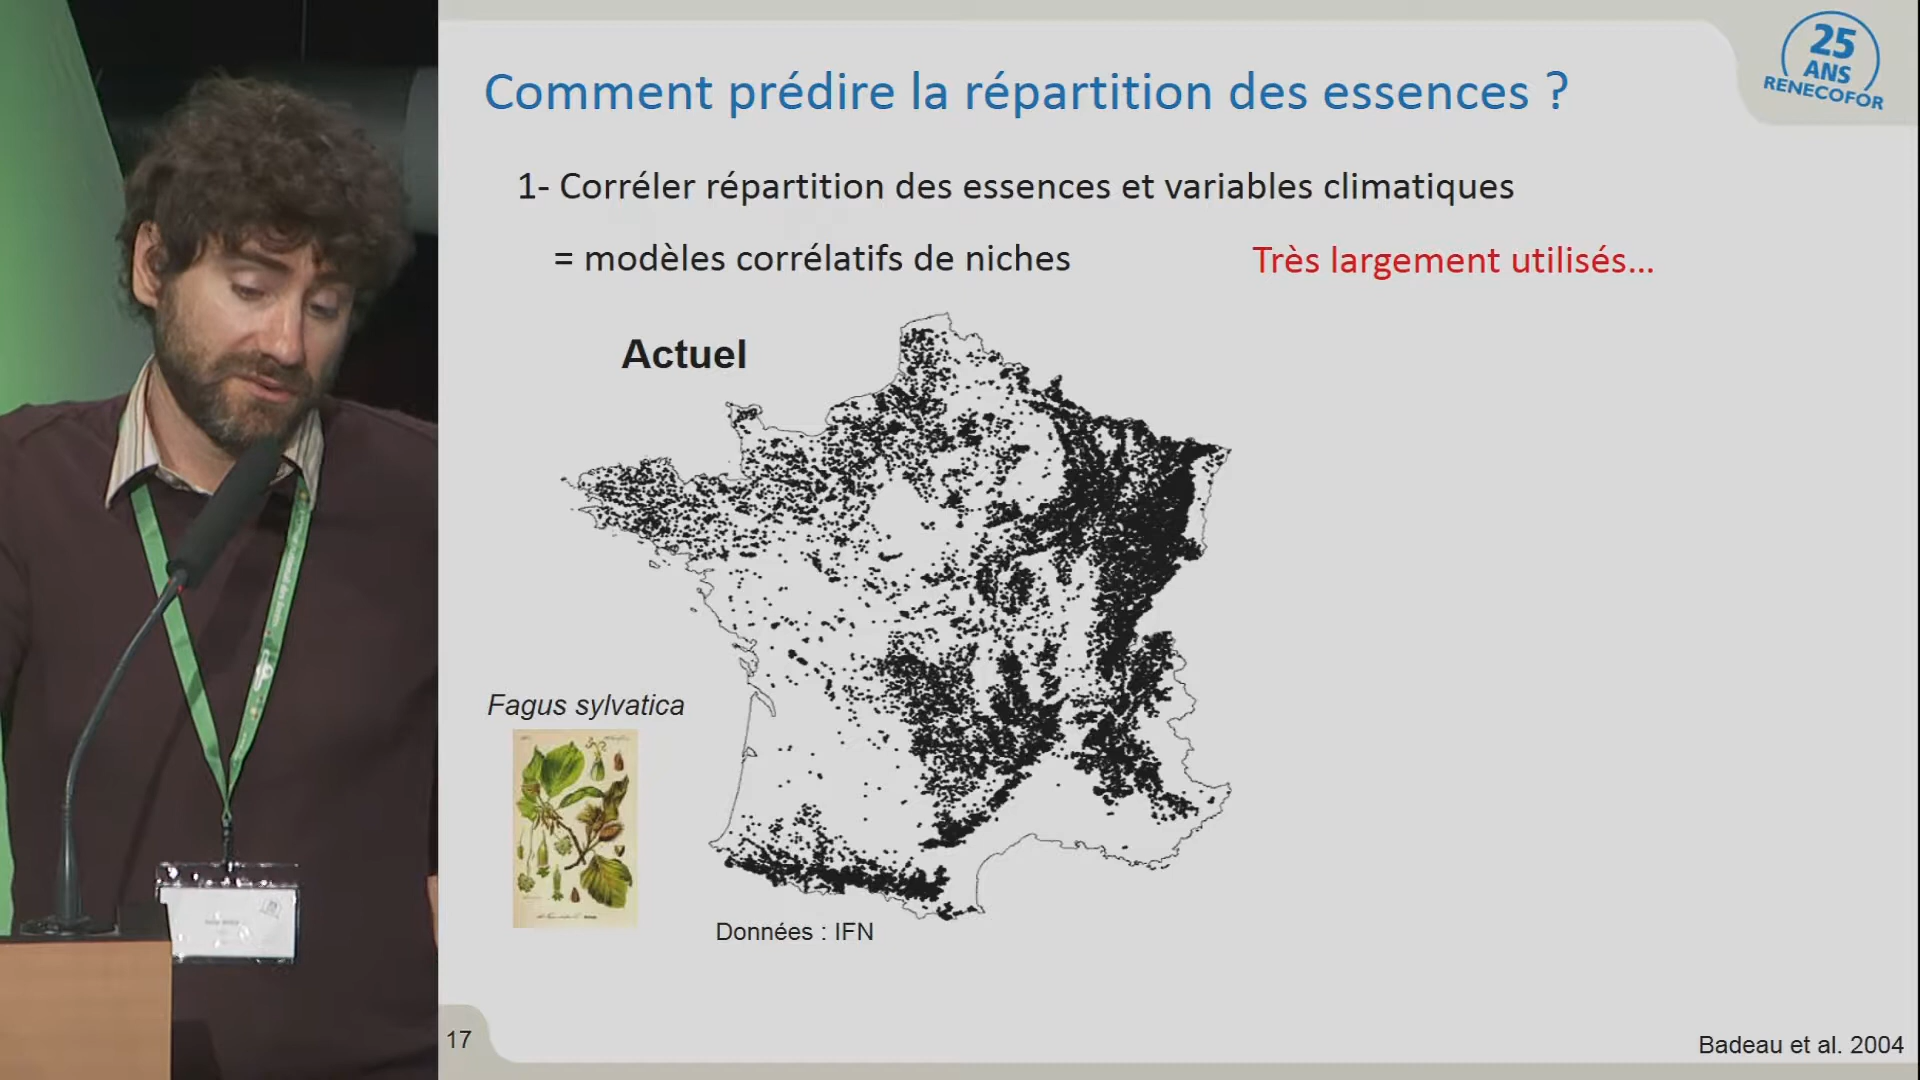 Comment prédire la répartition des essences ?
25
ANS
RENECOFOR
1- Corréler répartition des essences et variables climatiques
= modèles corrélatifs de niches
Très largement utilisés...
Actuel
Fagus sylvatica
Données : IFN
17
Badeau et al. 2004